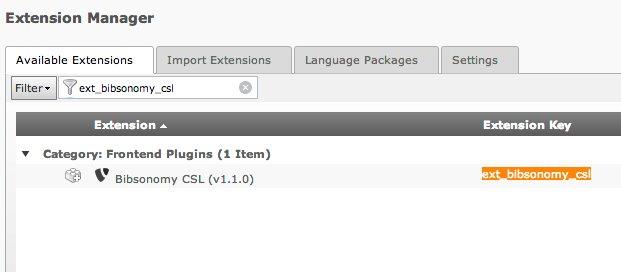 Extension Manager
Available Extensions Import Extensions Language Packages Settings
Filter ext_bibsonomy_csl
Extension Extension Key
Category: Frontend Plugins (1 Item)
Bibsonomy CSL (v1.1.0) ext_bibsonomy_csl